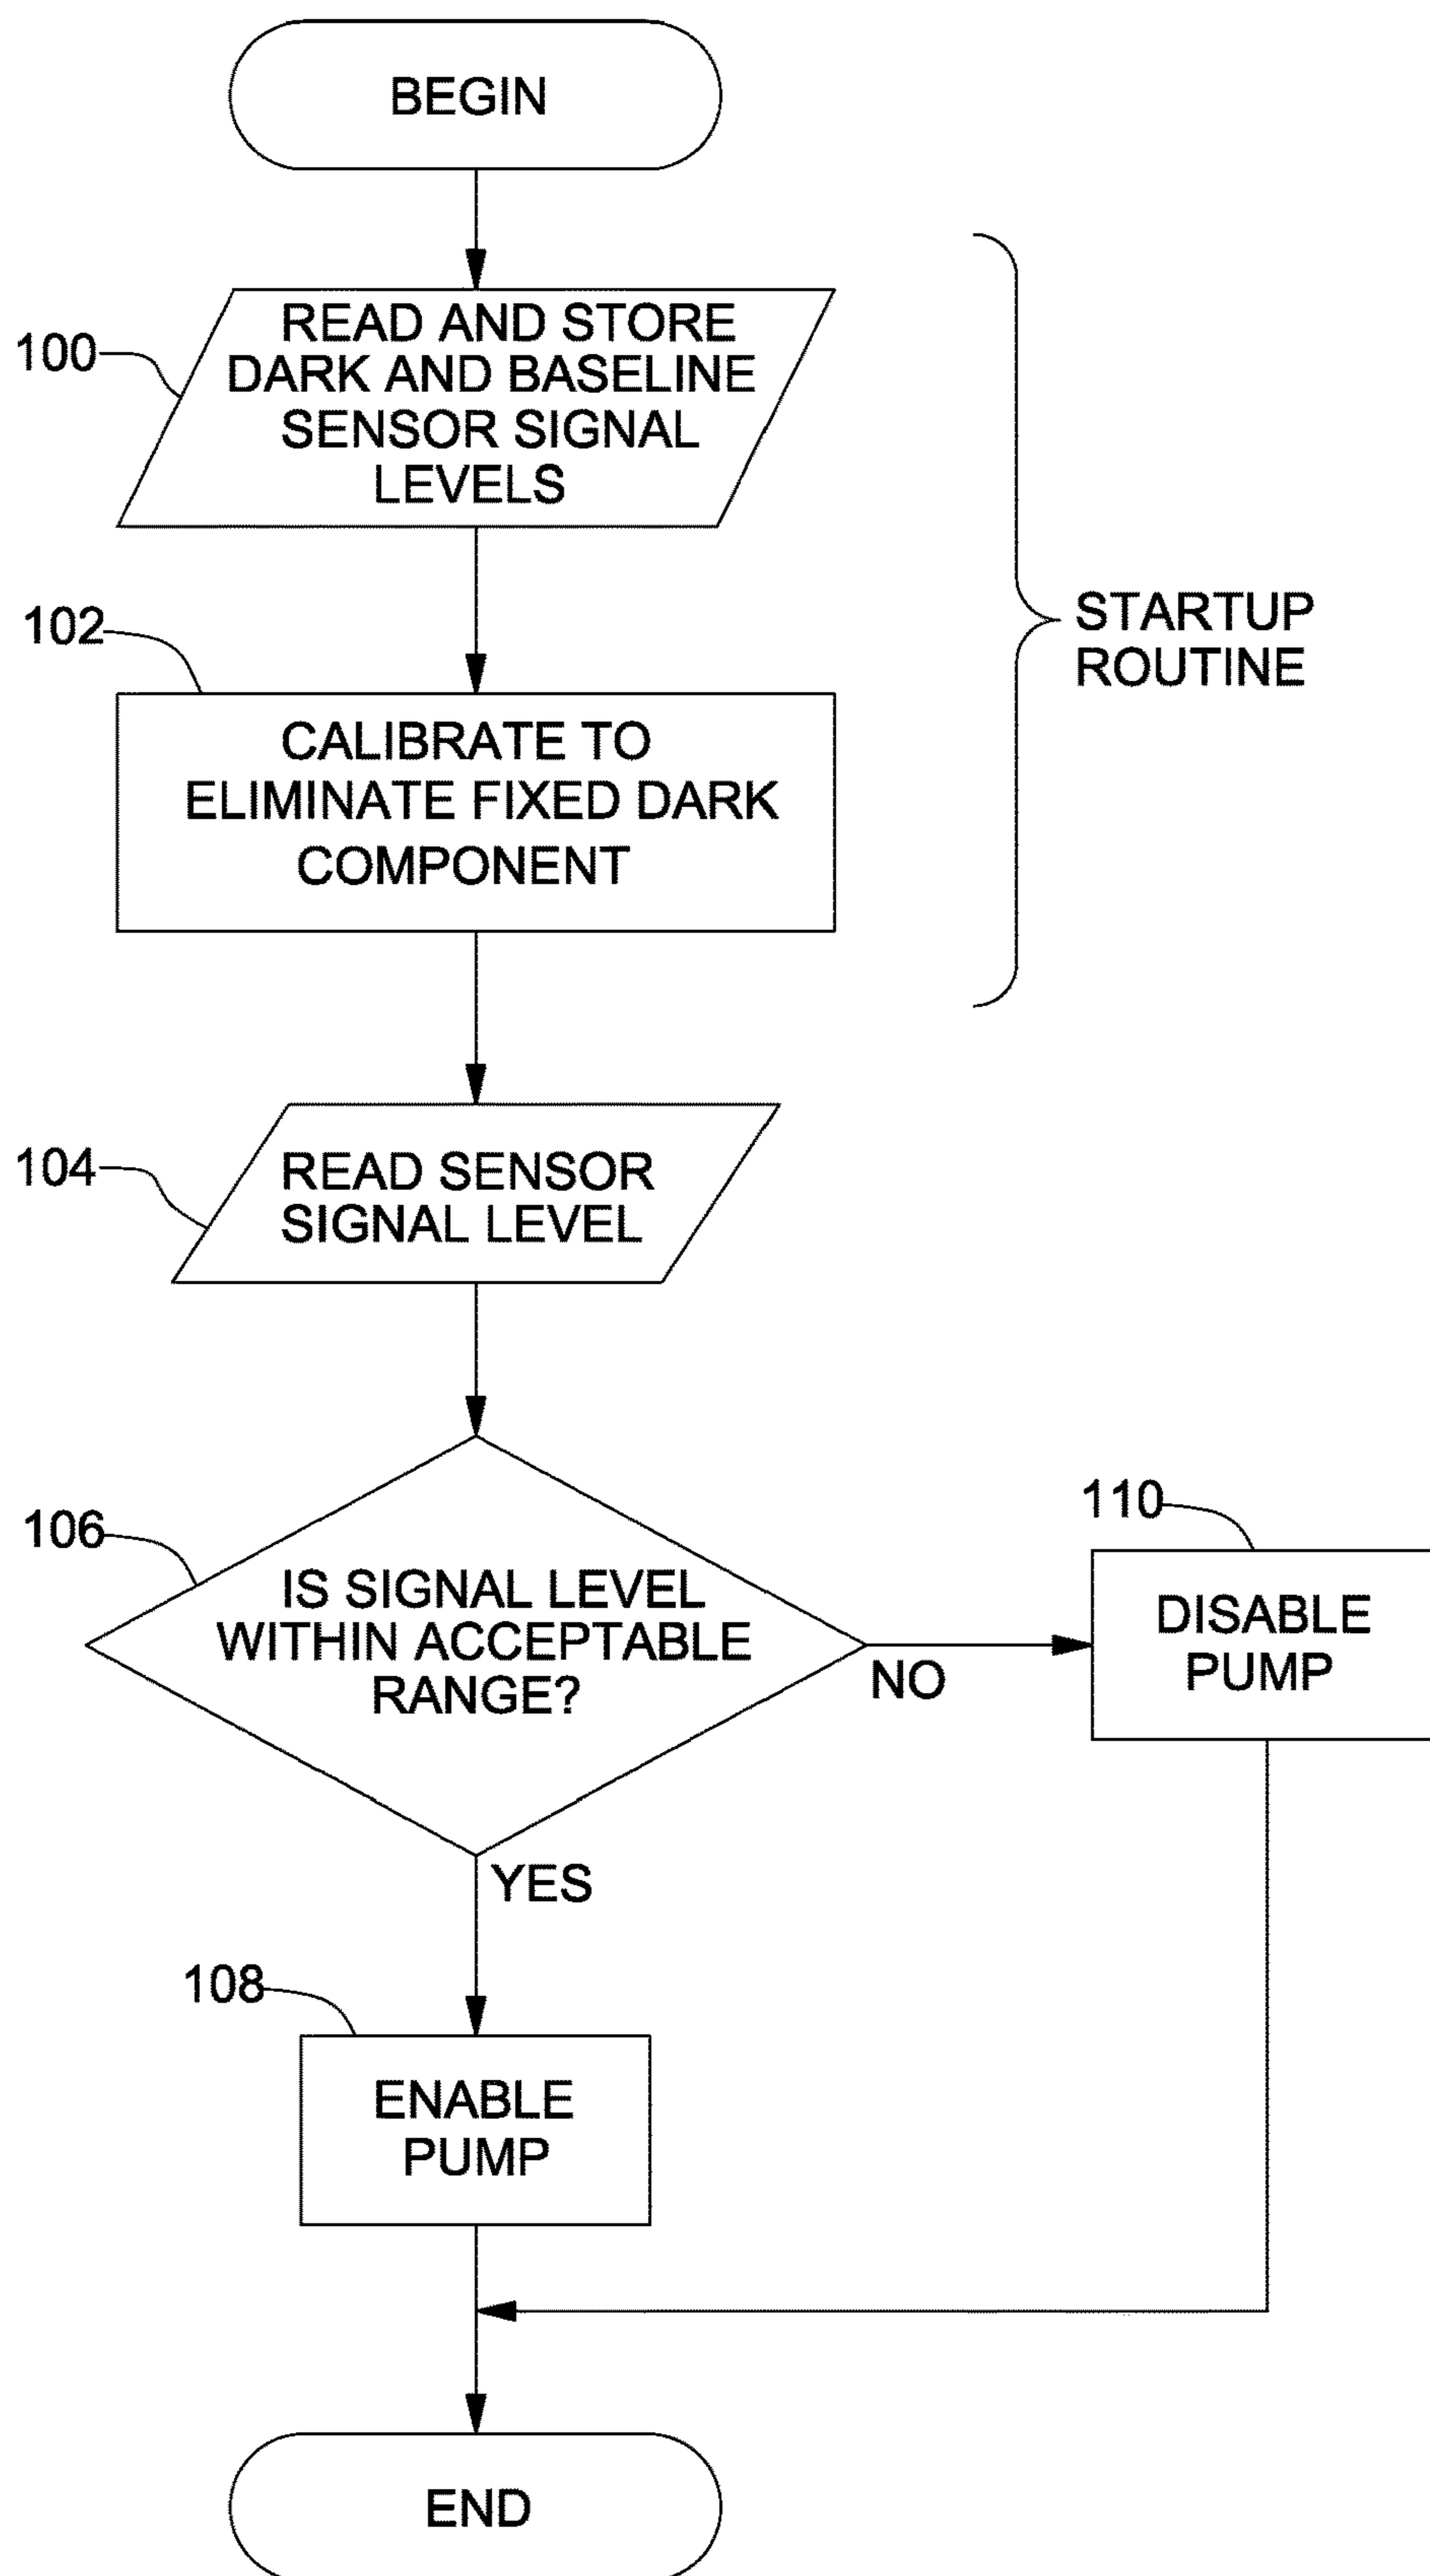 BEGIN
100
READ AND STORE
DARK AND BASELINE
SENSOR SIGNAL
LEVELS
STARTUP
ROUTINE
102
CALIBRATE TO
ELIMINATE FIXED DARK
COMPONENT
104
READ SENSOR
SIGNAL LEVEL
106
IS SIGNAL LEVEL
WITHIN ACCEPTABLE
RANGE?
NO
110
DISABLE
PUMP
YES
108
ENABLE
PUMP
END